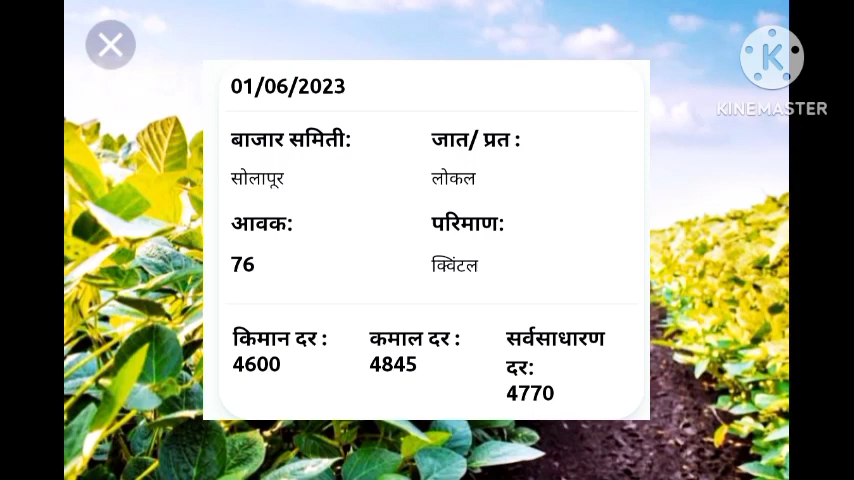 01/06/2023
बाजार समिती: जात/ प्रत :
सोलापूर लोकल
आवक: परिमाण:
76 क्विंटल
किमान दर : कमाल दर : सर्वसाधारण
दर:
4600 4845
4770
KINEMASTER